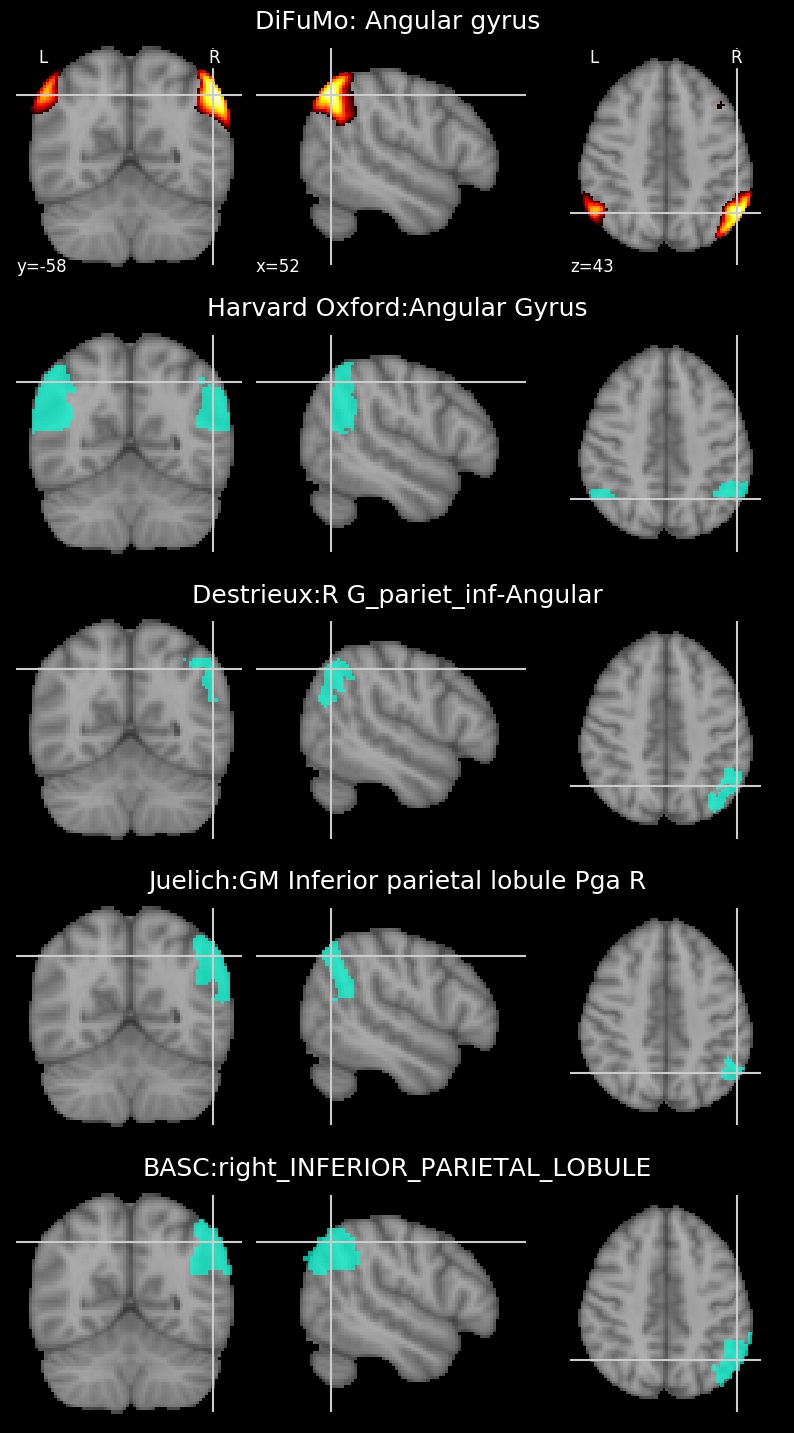 DiFuMo: Angular gyrus
L R L R
y=-58 x=52 z=43
Harvard Oxford:Angular Gyrus
Destrieux:R G_pariet_inf-Angular
Juelich:GM Inferior parietal lobule Pga R
BASC:right_INFERIOR_PARIETAL_LOBULE